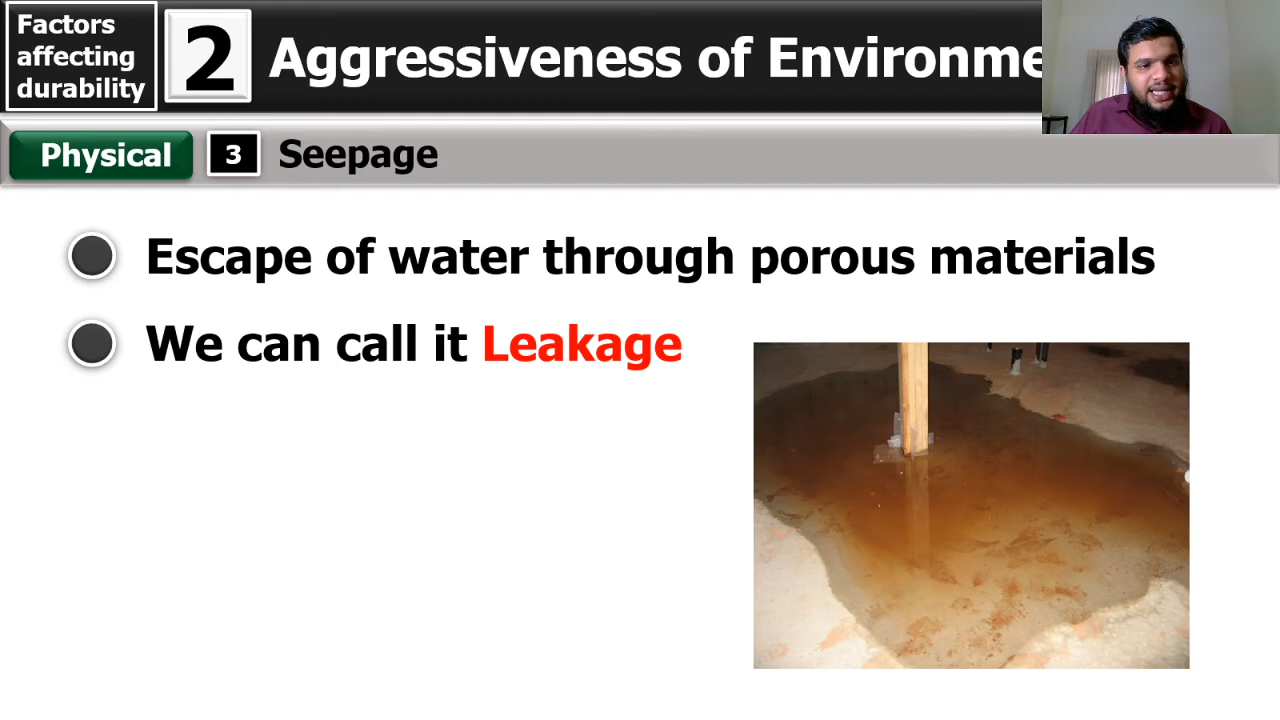 Factors
affecting
durability
2
Aggressiveness of Environme
Physical
3
Seepage
Escape of water through porous materials
We can call it Leakage